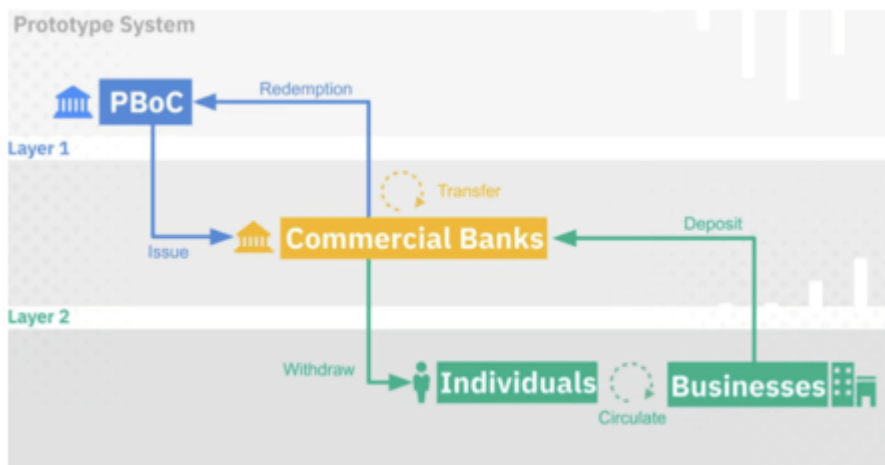 Prototype System
Redemption
PBoC
Layer 1
Transfer
Deposit
Commercial Banks
Issue
Layer 2
Withdraw
Individuals
Businesses
Circulate